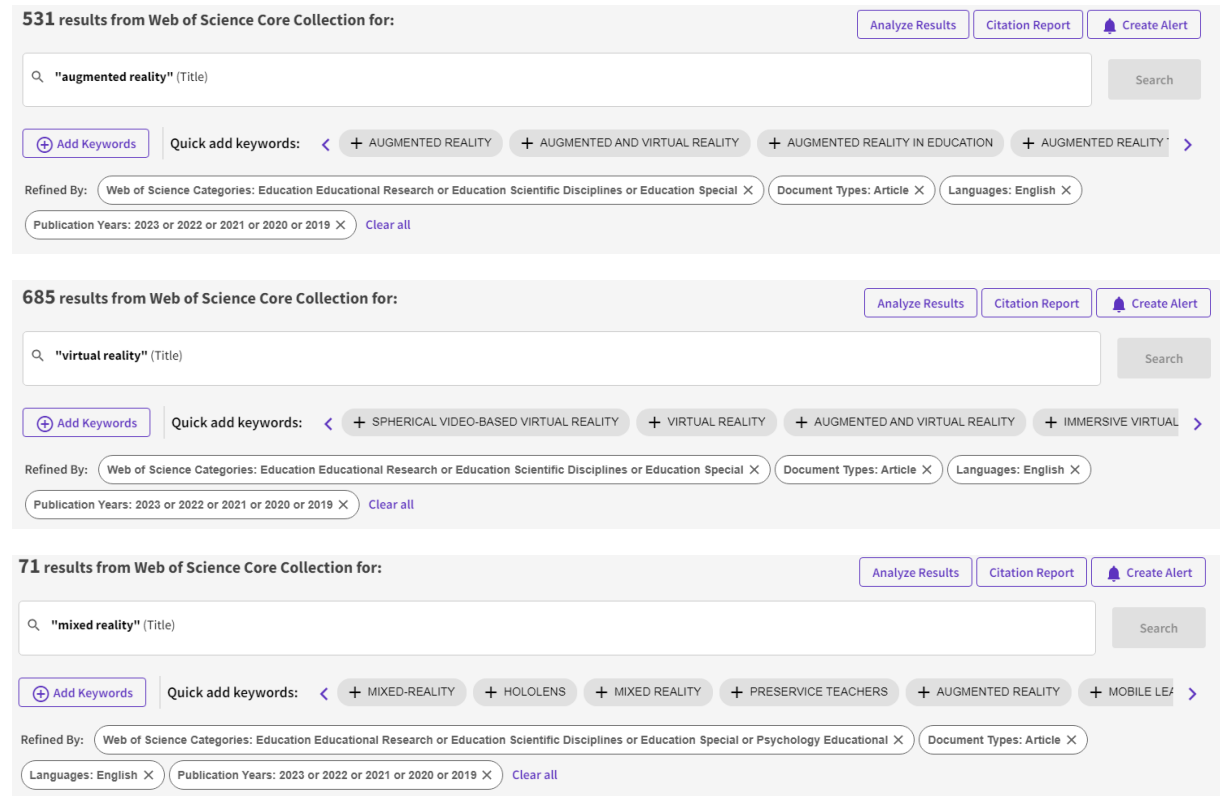 531 results from Web of Science Core Collection for:
Analyze Results Citation Report Create Alert
"augmented reality" (Title)
Search
Add Keywords Quick add keywords: + AUGMENTED REALITY + AUGMENTED AND VIRTUAL REALITY + AUGMENTED REALITY IN EDUCATION + AUGMENTED REALITY
Refined By: Web of Science Categories: Education Educational Research or Education Scientific Disciplines or Education Special × Document Types: Article × Languages: English ×
Publication Years: 2023 or 2022 or 2021 or 2020 or 2019 × Clear all
685 results from Web of Science Core Collection for:
Analyze Results Citation Report Create Alert
"virtual reality" (Title)
Search
Add Keywords Quick add keywords: + SPHERICAL VIDEO-BASED VIRTUAL REALITY + VIRTUAL REALITY + AUGMENTED AND VIRTUAL REALITY + IMMERSIVE VIRTUAL
Refined By: Web of Science Categories: Education Educational Research or Education Scientific Disciplines or Education Special × Document Types: Article × Languages: English ×
Publication Years: 2023 or 2022 or 2021 or 2020 or 2019 × Clear all
71 results from Web of Science Core Collection for:
Analyze Results Citation Report Create Alert
"mixed reality" (Title)
Search
Add Keywords Quick add keywords: + MIXED-REALITY + HOLOLENS + MIXED REALITY + PRESERVICE TEACHERS + AUGMENTED REALITY + MOBILE LEA
Refined By: Web of Science Categories: Education Educational Research or Education Scientific Disciplines or Education Special or Psychology Educational × Document Types: Article ×
Languages: English × Publication Years: 2023 or 2022 or 2021 or 2020 or 2019 × Clear all